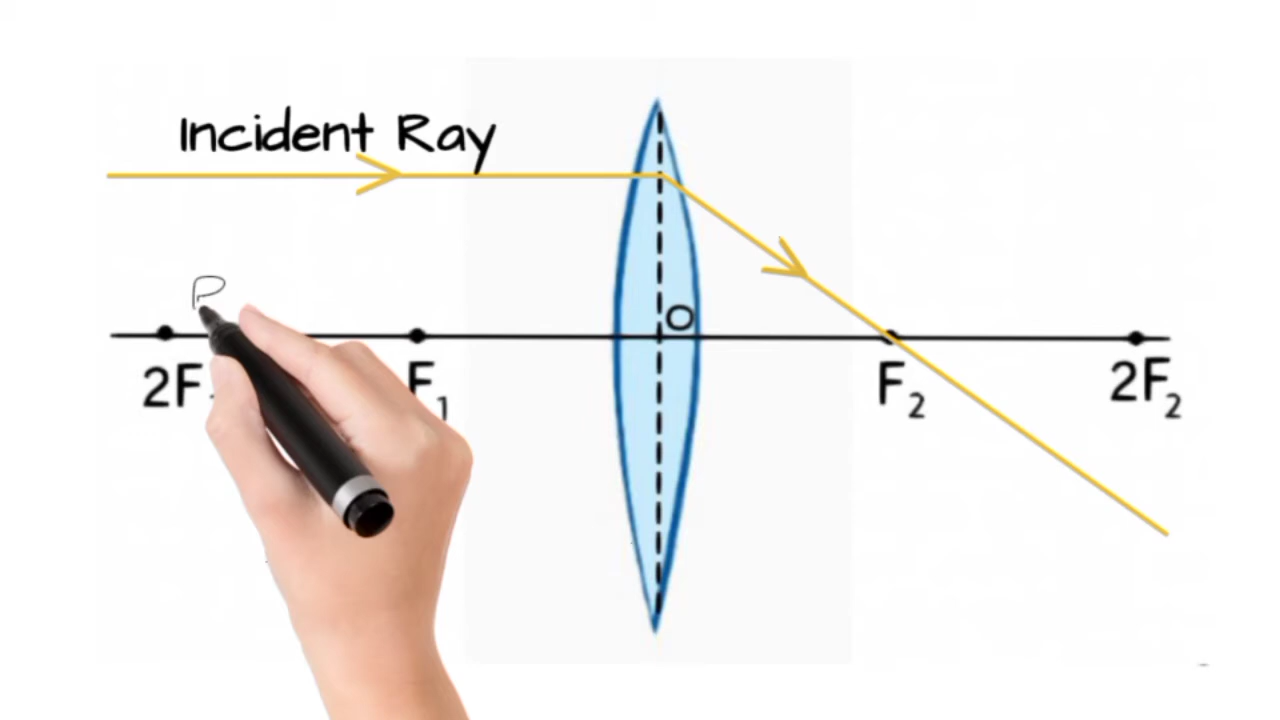 Incident Ray
P
O
2F F₁ F₂ 2F₂